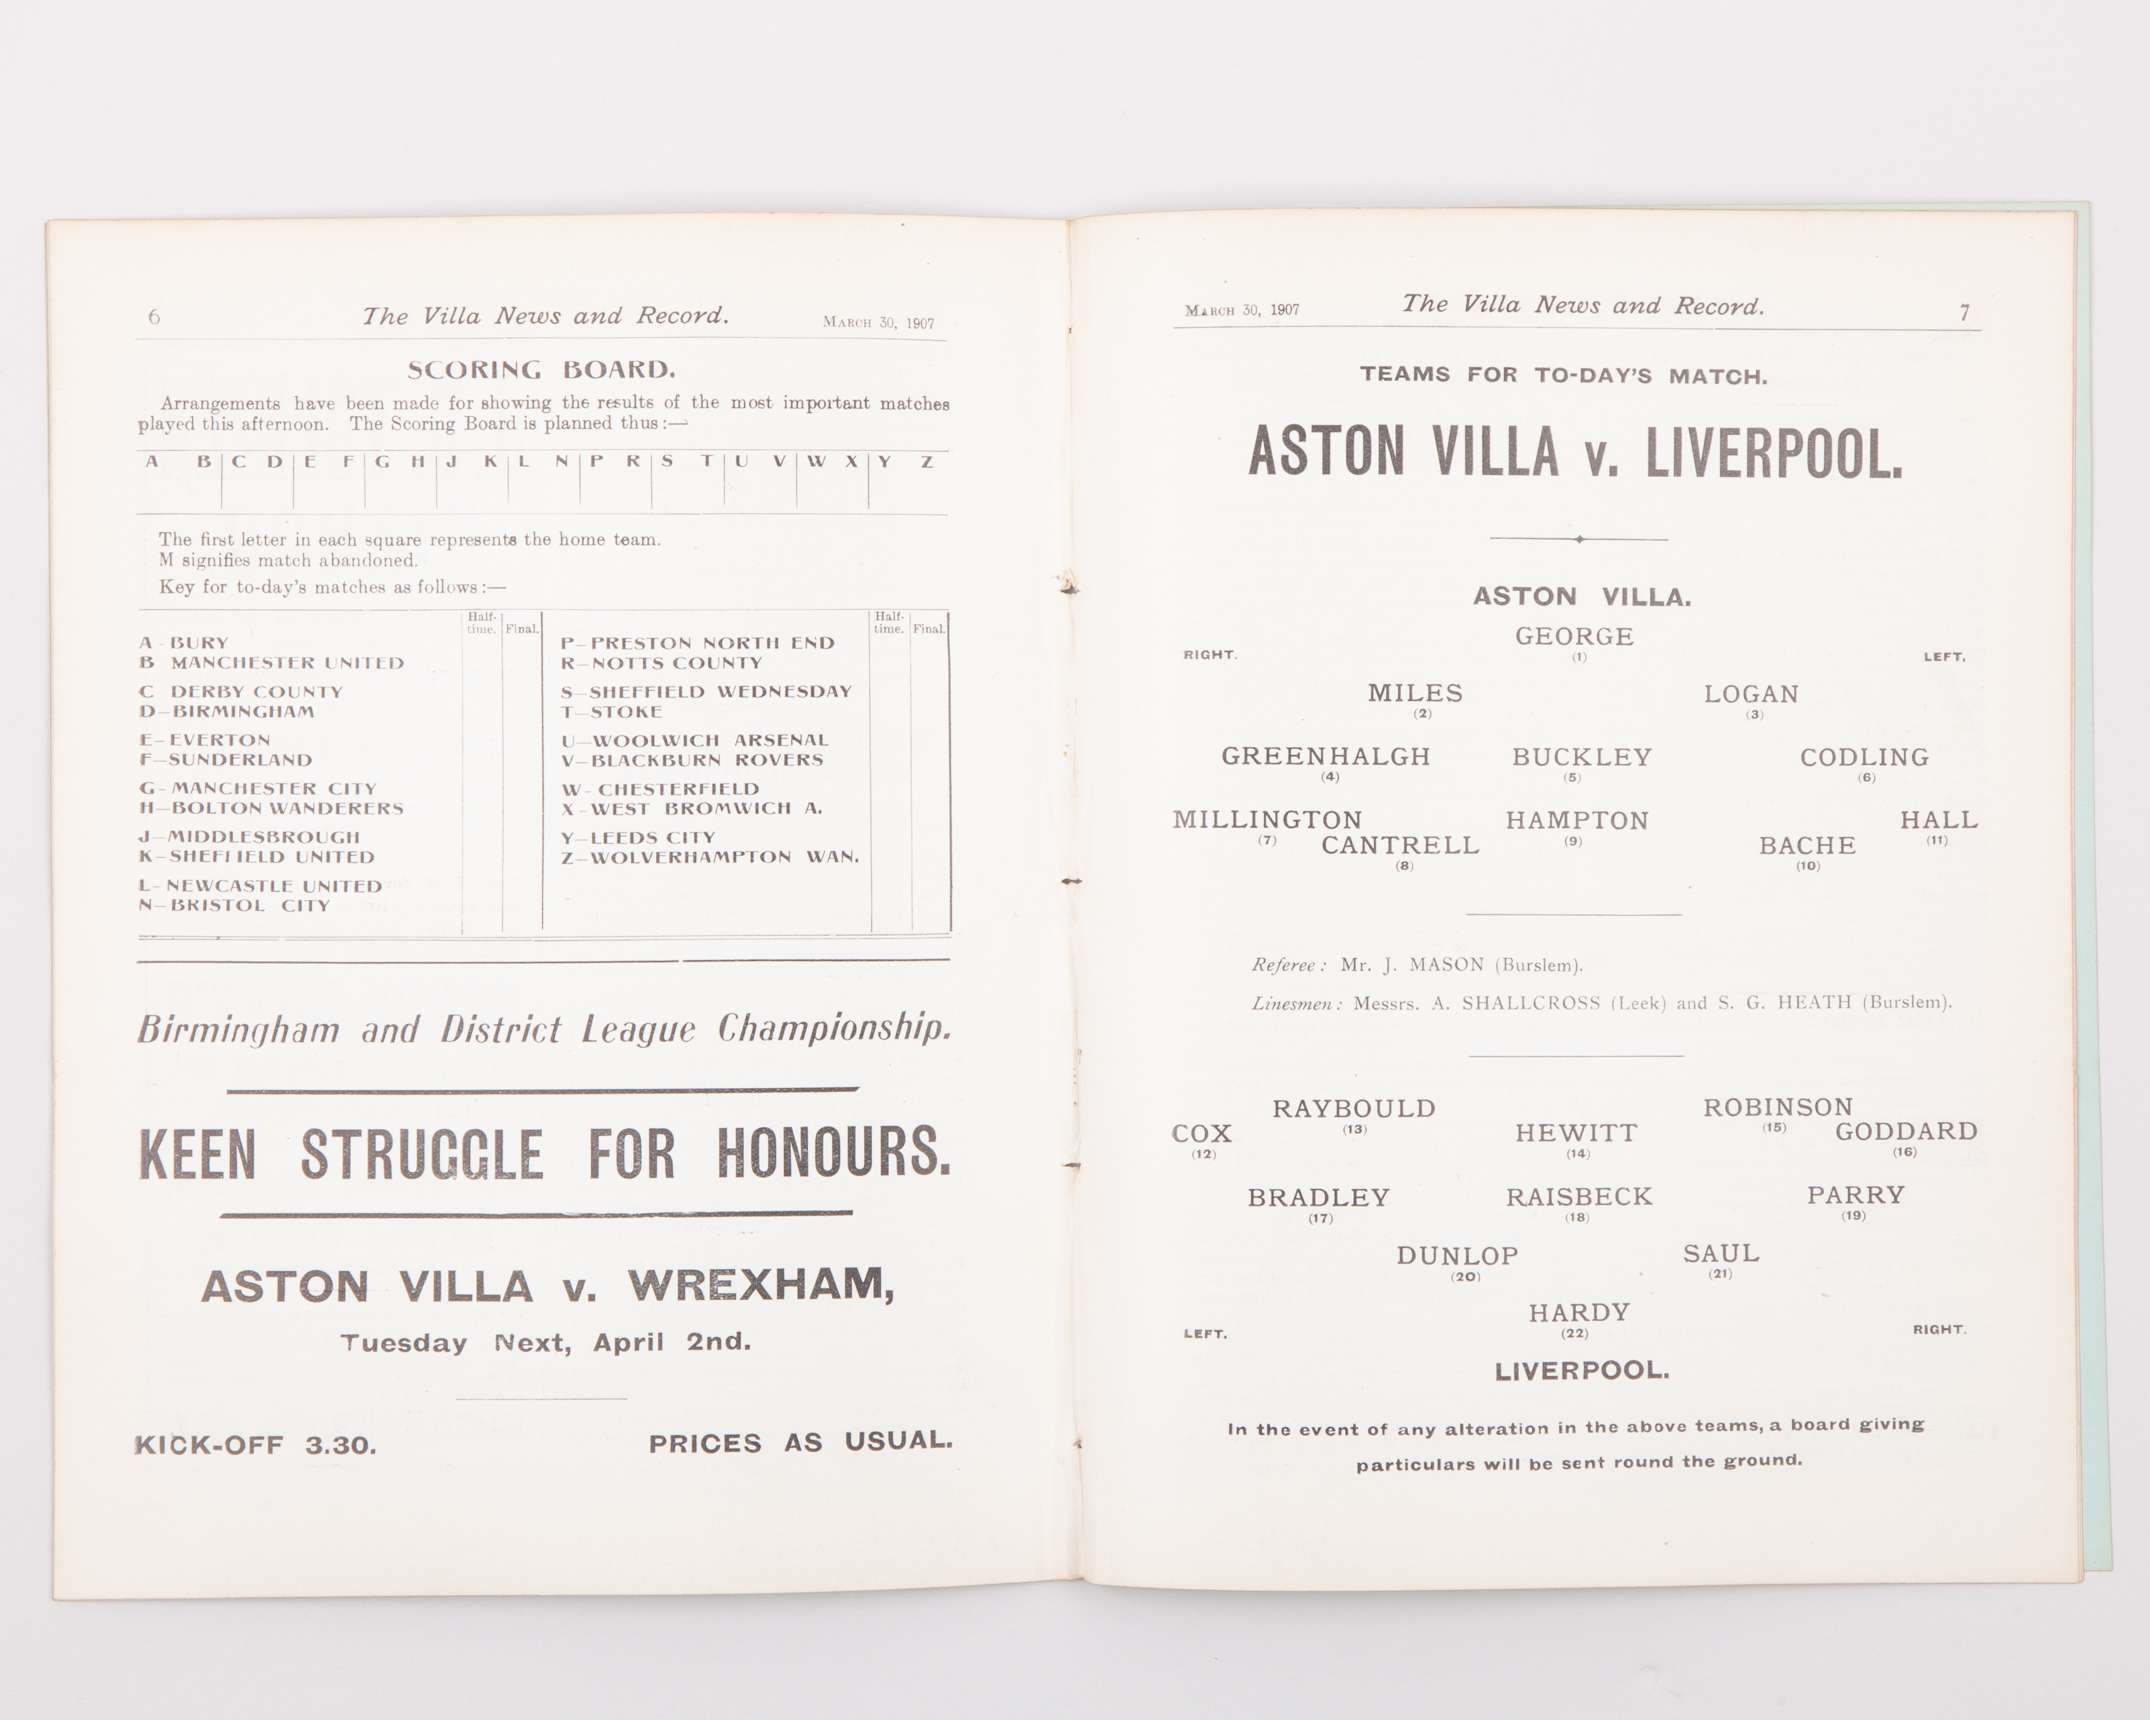 6 The Villa News and Record. MARCH 30, 1907
SCORING BOARD.
Arrangements have been made for showing the results of the most important matches
played this afternoon. The Scoring Board is planned thus:—
A B C D E F G H J K L N P R S T U V W X Y Z
The first letter in each square represents the home team.
M signifies match abandoned.
Key for to-day's matches as follows:—
Half-time. Final.
A - BURY
B MANCHESTER UNITED
C DERBY COUNTY
D—BIRMINGHAM
E—EVERTON
F—SUNDERLAND
G-MANCHESTER CITY
H—BOLTON WANDERERS
J—MIDDLESBROUGH
K—SHEFFIELD UNITED
L-NEWCASTLE UNITED
N—BRISTOL CITY
Half-time. Final.
P—PRESTON NORTH END
R—NOTTS COUNTY
S—SHEFFIELD WEDNESDAY
T—STOKE
U—WOOLWICH ARSENAL
V—BLACKBURN ROVERS
W-CHESTERFIELD
X-WEST BROMWICH A.
Y—LEEDS CITY
Z—WOLVERHAMPTON WAN.
Birmingham and District League Championship.
KEEN STRUGGLE FOR HONOURS.
ASTON VILLA v. WREXHAM,
Tuesday Next, April 2nd.
KICK-OFF 3.30. PRICES AS USUAL.
MARCH 30, 1907 The Villa News and Record. 7
TEAMS FOR TO-DAY'S MATCH.
ASTON VILLA v. LIVERPOOL.
ASTON VILLA.
GEORGE
(1)
RIGHT. LEFT.
MILES LOGAN
(2) (3)
GREENHALGH BUCKLEY CODLING
(4) (5) (6)
MILLINGTON HAMPTON HALL
(7) (9) (11)
CANTRELL BACHE
(8) (10)
Referee: Mr. J. MASON (Burslem).
Linesmen: Messrs. A. SHALLCROSS (Leek) and S. G. HEATH (Burslem).
RAYBOULD ROBINSON
(13) (15)
COX HEWITT GODDARD
(12) (14) (16)
BRADLEY RAISBECK PARRY
(17) (18) (19)
DUNLOP SAUL
(20) (21)
HARDY
(22)
LEFT. RIGHT.
LIVERPOOL.
In the event of any alteration in the above teams, a board giving
particulars will be sent round the ground.